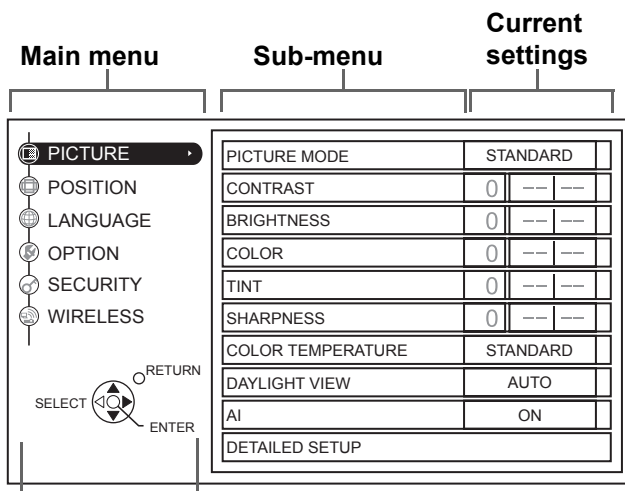 Main menu
Sub-menu
Current
settings
PICTURE
POSITION
LANGUAGE
OPTION
SECURITY
WIRELESS
RETURN
SELECT
ENTER
PICTURE MODE STANDARD
CONTRAST 0
BRIGHTNESS 0
COLOR 0
TINT 0
SHARPNESS 0
COLOR TEMPERATURE STANDARD
DAYLIGHT VIEW AUTO
AI ON
DETAILED SETUP